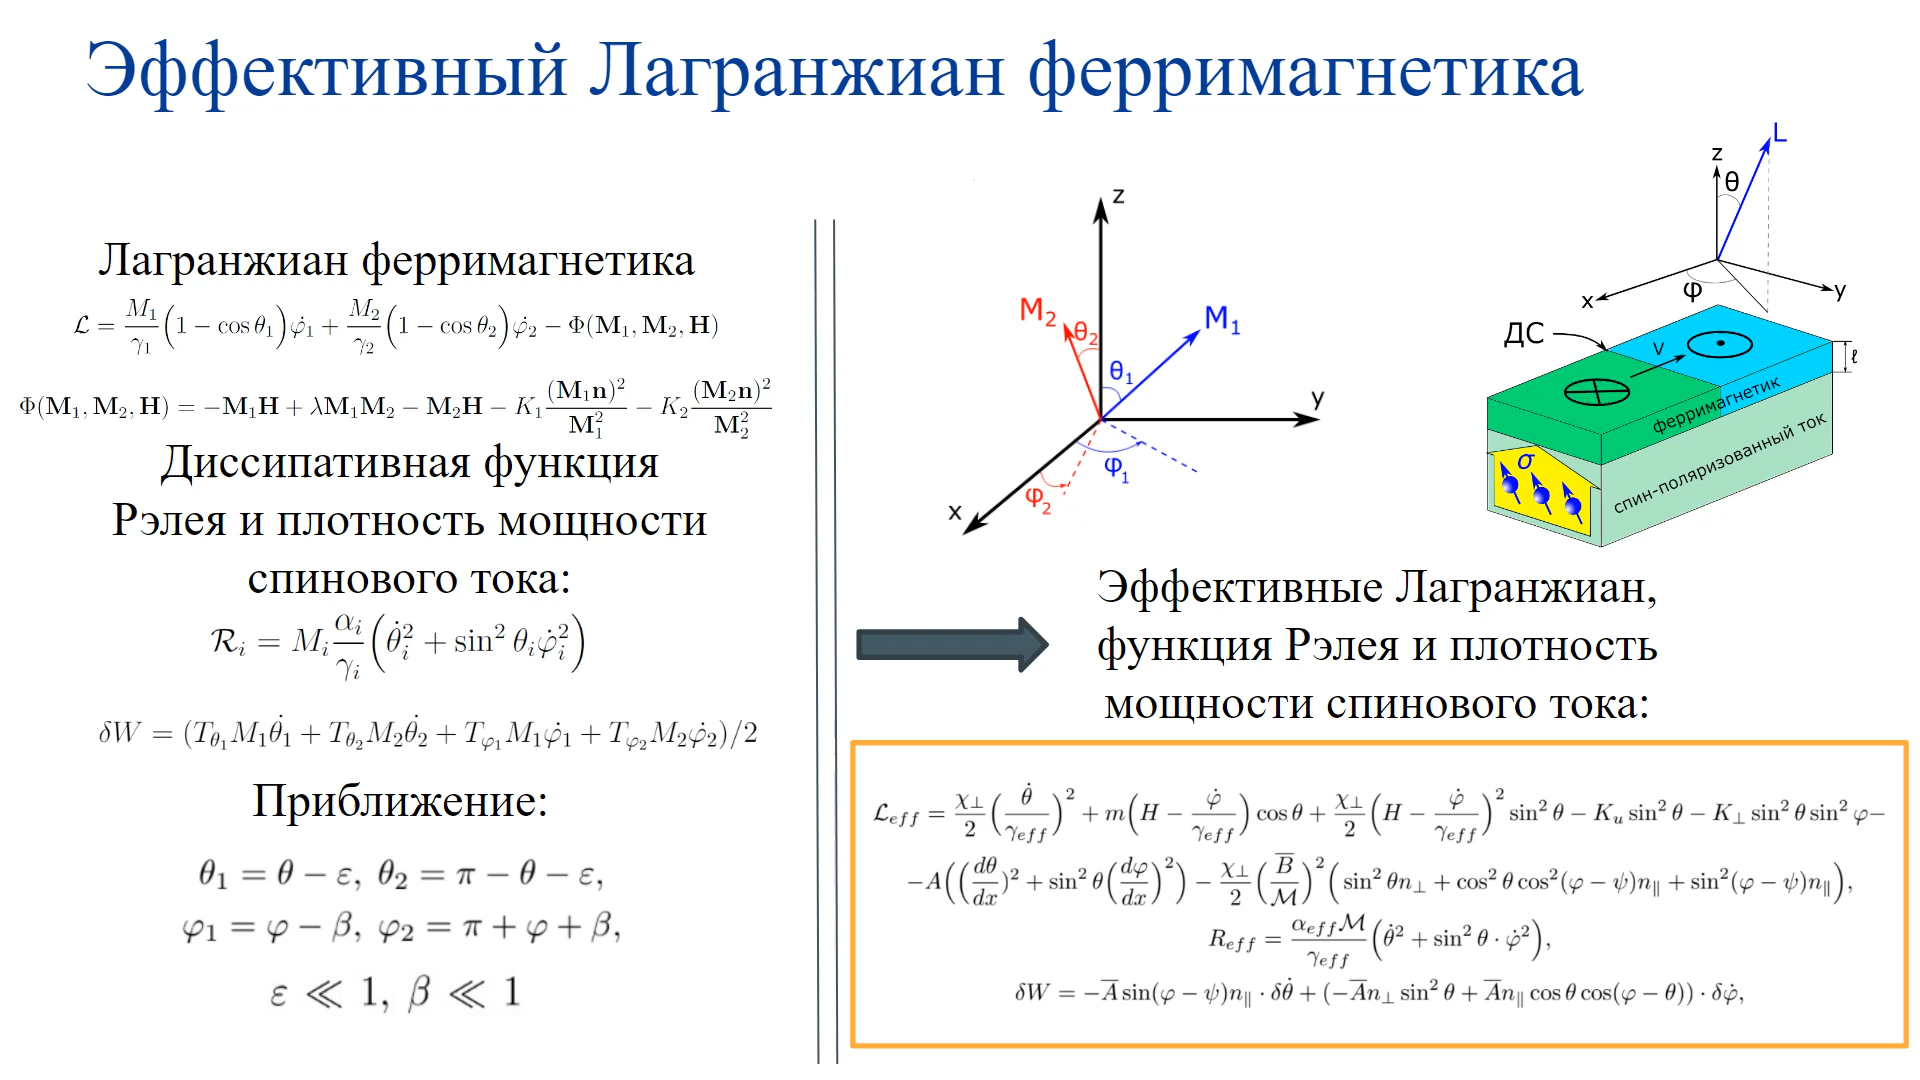 Эффективный Лагранжиан ферримагнетика
Лагранжиан ферримагнетика
ℒ = M₁/γ₁ (1 − cos θ₁) φ̇₁ + M₂/γ₂ (1 − cos θ₂) φ̇₂ − Φ(M₁, M₂, H)
Φ(M₁, M₂, H) = −M₁H + λM₁M₂ − M₂H − K₁ (M₁n)²/M₁² − K₂ (M₂n)²/M₂²
Диссипативная функция
Рэлея и плотность мощности
спинового тока:
ℛᵢ = Mᵢ αᵢ/γᵢ (θ̇ᵢ² + sin² θᵢ φ̇ᵢ²)
δW = (T_θ₁ M₁θ̇₁ + T_θ₂ M₂θ̇₂ + T_φ₁ M₁φ̇₁ + T_φ₂ M₂φ̇₂)/2
Приближение:
θ₁ = θ − ε, θ₂ = π − θ − ε,
φ₁ = φ − β, φ₂ = π + φ + β,
ε ≪ 1, β ≪ 1
z
M₂
θ₂
M₁
θ₁
y
φ₁
φ₂
x
L
z
θ
x
φ
y
ДС
V
ℓ
ферримагнетик
σ
спин-поляризованный ток
Эффективные Лагранжиан,
функция Рэлея и плотность
мощности спинового тока:
ℒ_eff = χ⊥/2 (θ̇/γ_eff)² + m(H − φ̇/γ_eff) cos θ + χ⊥/2 (H − φ̇/γ_eff)² sin² θ − K_u sin² θ − K⊥ sin² θ sin² φ−
−A((dθ/dx)² + sin² θ(dφ/dx)²) − χ⊥/2 (B̅/ℳ)² (sin² θn⊥ + cos² θ cos²(φ − ψ)n∥ + sin²(φ − ψ)n∥),
R_eff = α_eff ℳ/γ_eff (θ̇² + sin² θ · φ̇²),
δW = −A̅ sin(φ − ψ)n∥ · δθ̇ + (−A̅n⊥ sin² θ + A̅n∥ cos θ cos(φ − θ)) · δφ̇,